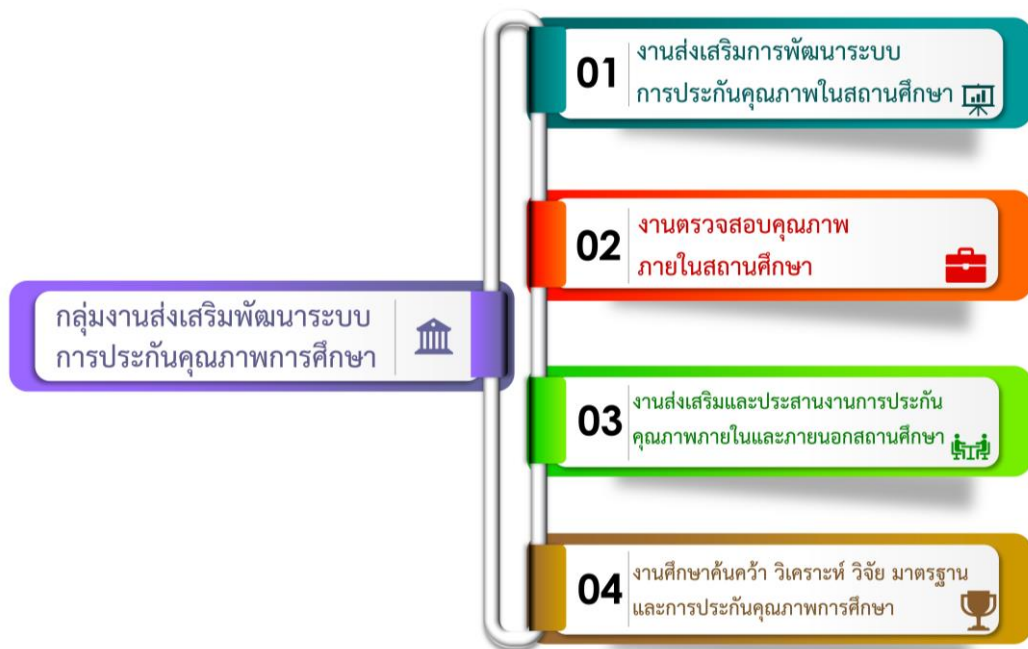 01
งานส่งเสริมการพัฒนาระบบ
การประกันคุณภาพในสถานศึกษา
02
งานตรวจสอบคุณภาพ
ภายในสถานศึกษา
กลุ่มงานส่งเสริมพัฒนาระบบ
การประกันคุณภาพการศึกษา
03
งานส่งเสริมและประสานงานการประกัน
คุณภาพภายในและภายนอกสถานศึกษา
04
งานศึกษาค้นคว้า วิเคราะห์ วิจัย มาตรฐาน
และการประกันคุณภาพการศึกษา